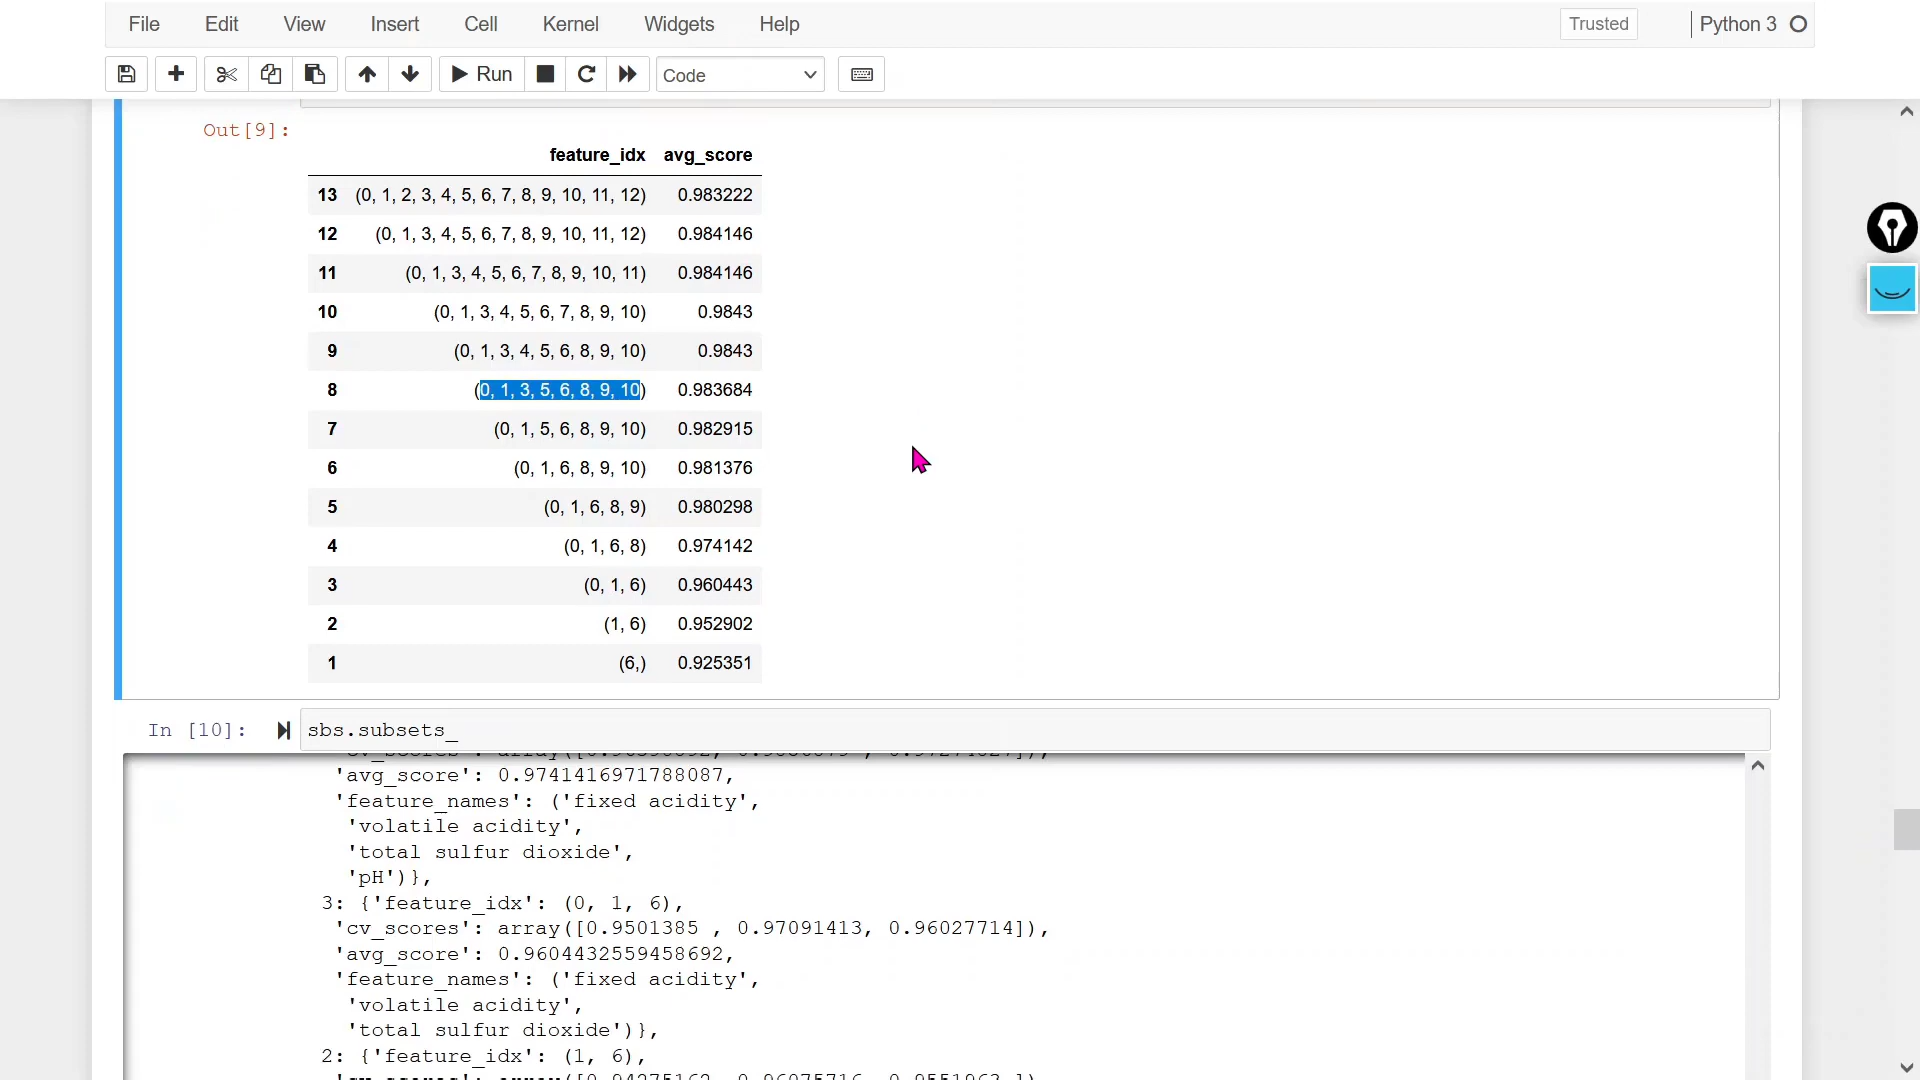 File Edit View Insert Cell Kernel Widgets Help Trusted Python 3
Run Code
Out[9]:
feature_idx avg_score
13 (0, 1, 2, 3, 4, 5, 6, 7, 8, 9, 10, 11, 12) 0.983222
12 (0, 1, 3, 4, 5, 6, 7, 8, 9, 10, 11, 12) 0.984146
11 (0, 1, 3, 4, 5, 6, 7, 8, 9, 10, 11) 0.984146
10 (0, 1, 3, 4, 5, 6, 7, 8, 9, 10) 0.9843
9 (0, 1, 3, 4, 5, 6, 8, 9, 10) 0.9843
8 (0, 1, 3, 5, 6, 8, 9, 10) 0.983684
7 (0, 1, 5, 6, 8, 9, 10) 0.982915
6 (0, 1, 6, 8, 9, 10) 0.981376
5 (0, 1, 6, 8, 9) 0.980298
4 (0, 1, 6, 8) 0.974142
3 (0, 1, 6) 0.960443
2 (1, 6) 0.952902
1 (6,) 0.925351
In [10]: sbs.subsets_
'avg_score': 0.9741416971788087,
'feature_names': ('fixed acidity',
'volatile acidity',
'total sulfur dioxide',
'pH')},
3: {'feature_idx': (0, 1, 6),
'cv_scores': array([0.9501385 , 0.97091413, 0.96027714]),
'avg_score': 0.9604432559458692,
'feature_names': ('fixed acidity',
'volatile acidity',
'total sulfur dioxide')},
2: {'feature_idx': (1, 6),